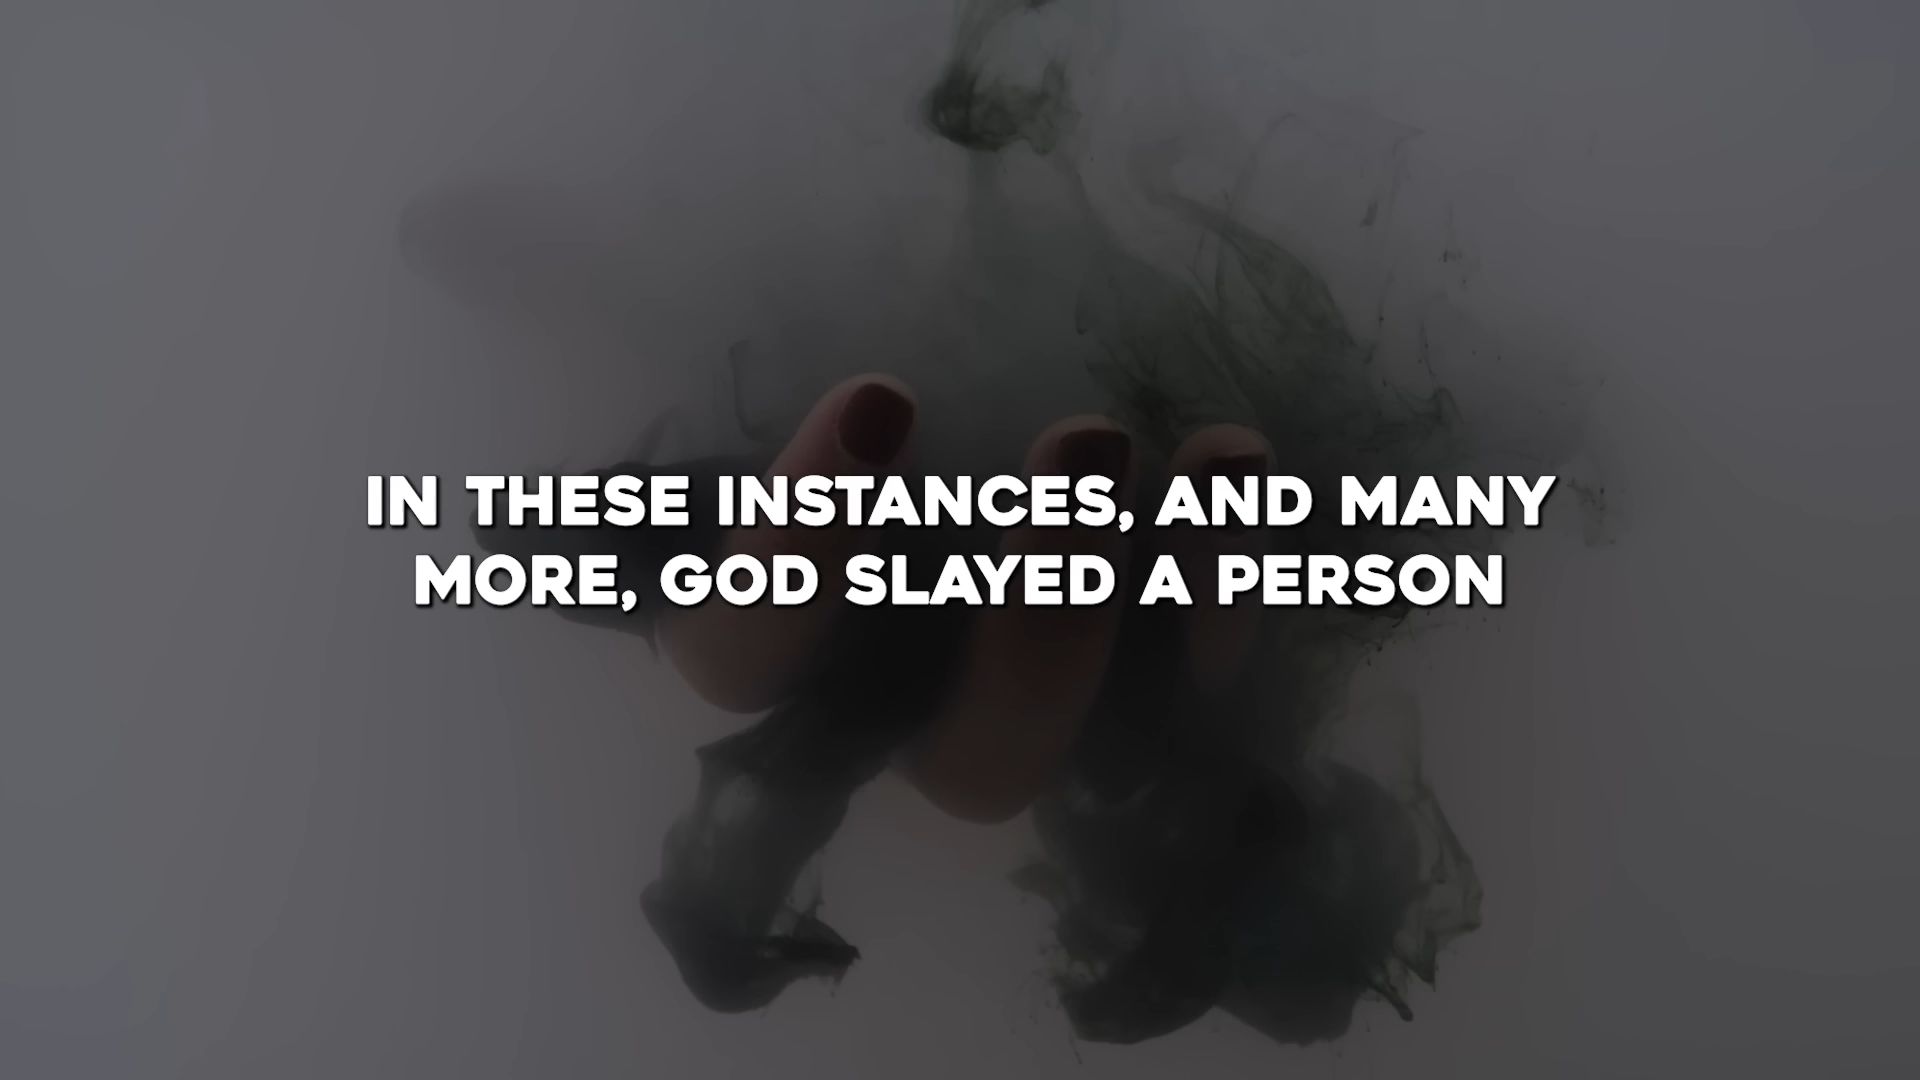 IN THESE INSTANCES, AND MANY
MORE, GOD SLAYED A PERSON